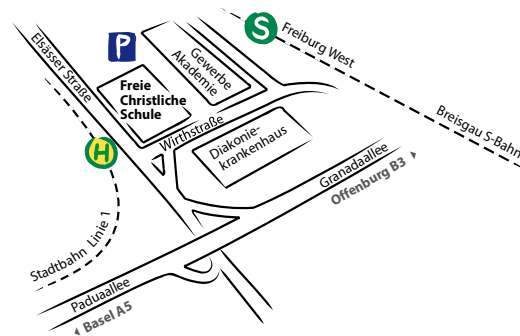 S
Freiburg West
Elsässer Straße
P
Gewerbe
Akademie
Freie
Christliche
Schule
Breisgau S-Bahn
Wirthstraße
H
Diakonie-
krankenhaus
Granadaallee
Offenburg B3
Stadtbahn Linie 1
Paduaallee
Basel A5